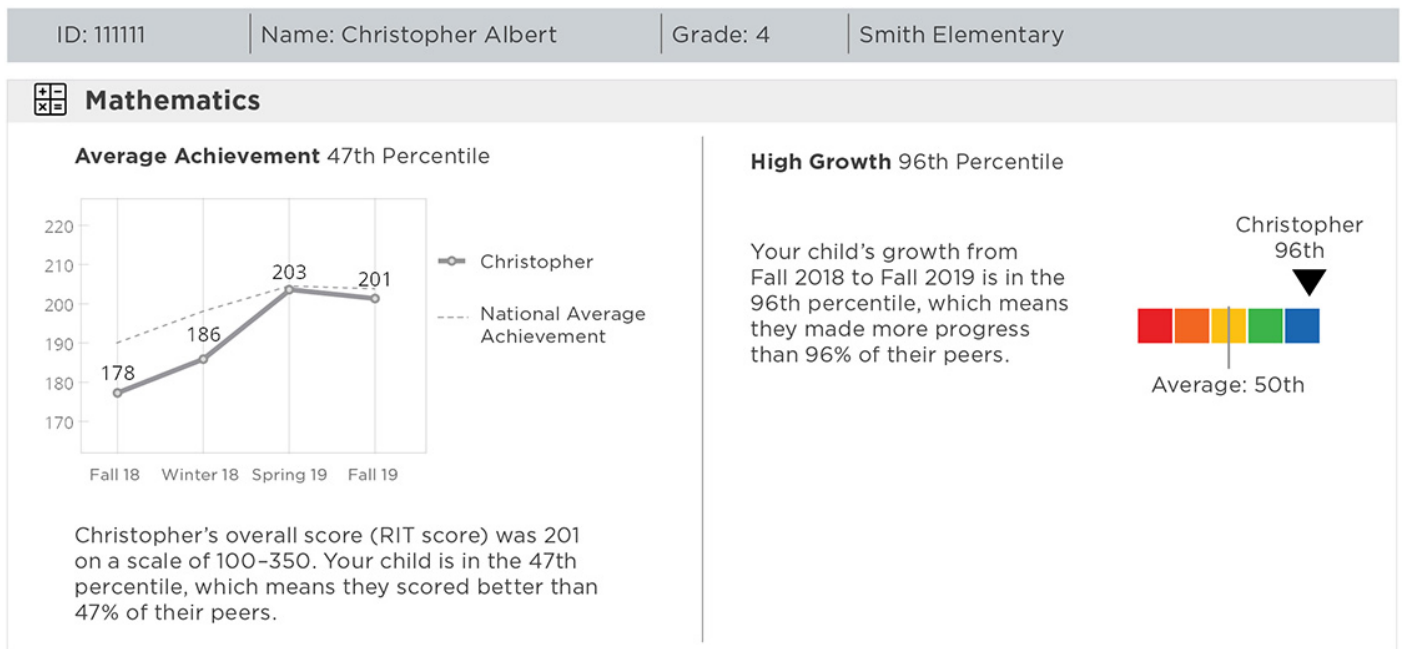 ID: 111111
Name: Christopher Albert
Grade: 4
Smith Elementary
Mathematics
Average Achievement 47th Percentile
220
210
200
190
180
170
178
186
203
201
Fall 18
Winter 18
Spring 19
Fall 19
Christopher
National Average
Achievement
Christopher’s overall score (RIT score) was 201
on a scale of 100–350. Your child is in the 47th
percentile, which means they scored better than
47% of their peers.
High Growth 96th Percentile
Your child’s growth from
Fall 2018 to Fall 2019 is in the
96th percentile, which means
they made more progress
than 96% of their peers.
Christopher
96th
Average: 50th